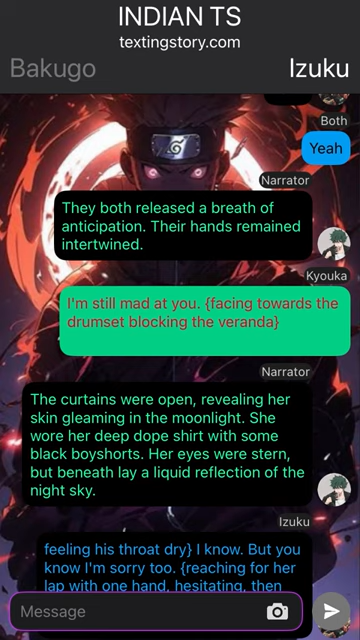 INDIAN TS
textingstory.com
Bakugo
Izuku
Both
Yeah
Narrator
They both released a breath of
anticipation. Their hands remained
intertwined.
Kyouka
I'm still mad at you. {facing towards the
drumset blocking the veranda}
Narrator
The curtains were open, revealing her
skin gleaming in the moonlight. She
wore her deep dope shirt with some
black boyshorts. Her eyes were stern,
but beneath lay a liquid reflection of the
night sky.
Izuku
feeling his throat dry} I know. But you
know I'm sorry too. {reaching for her
lap with one hand, hesitating, then
Message